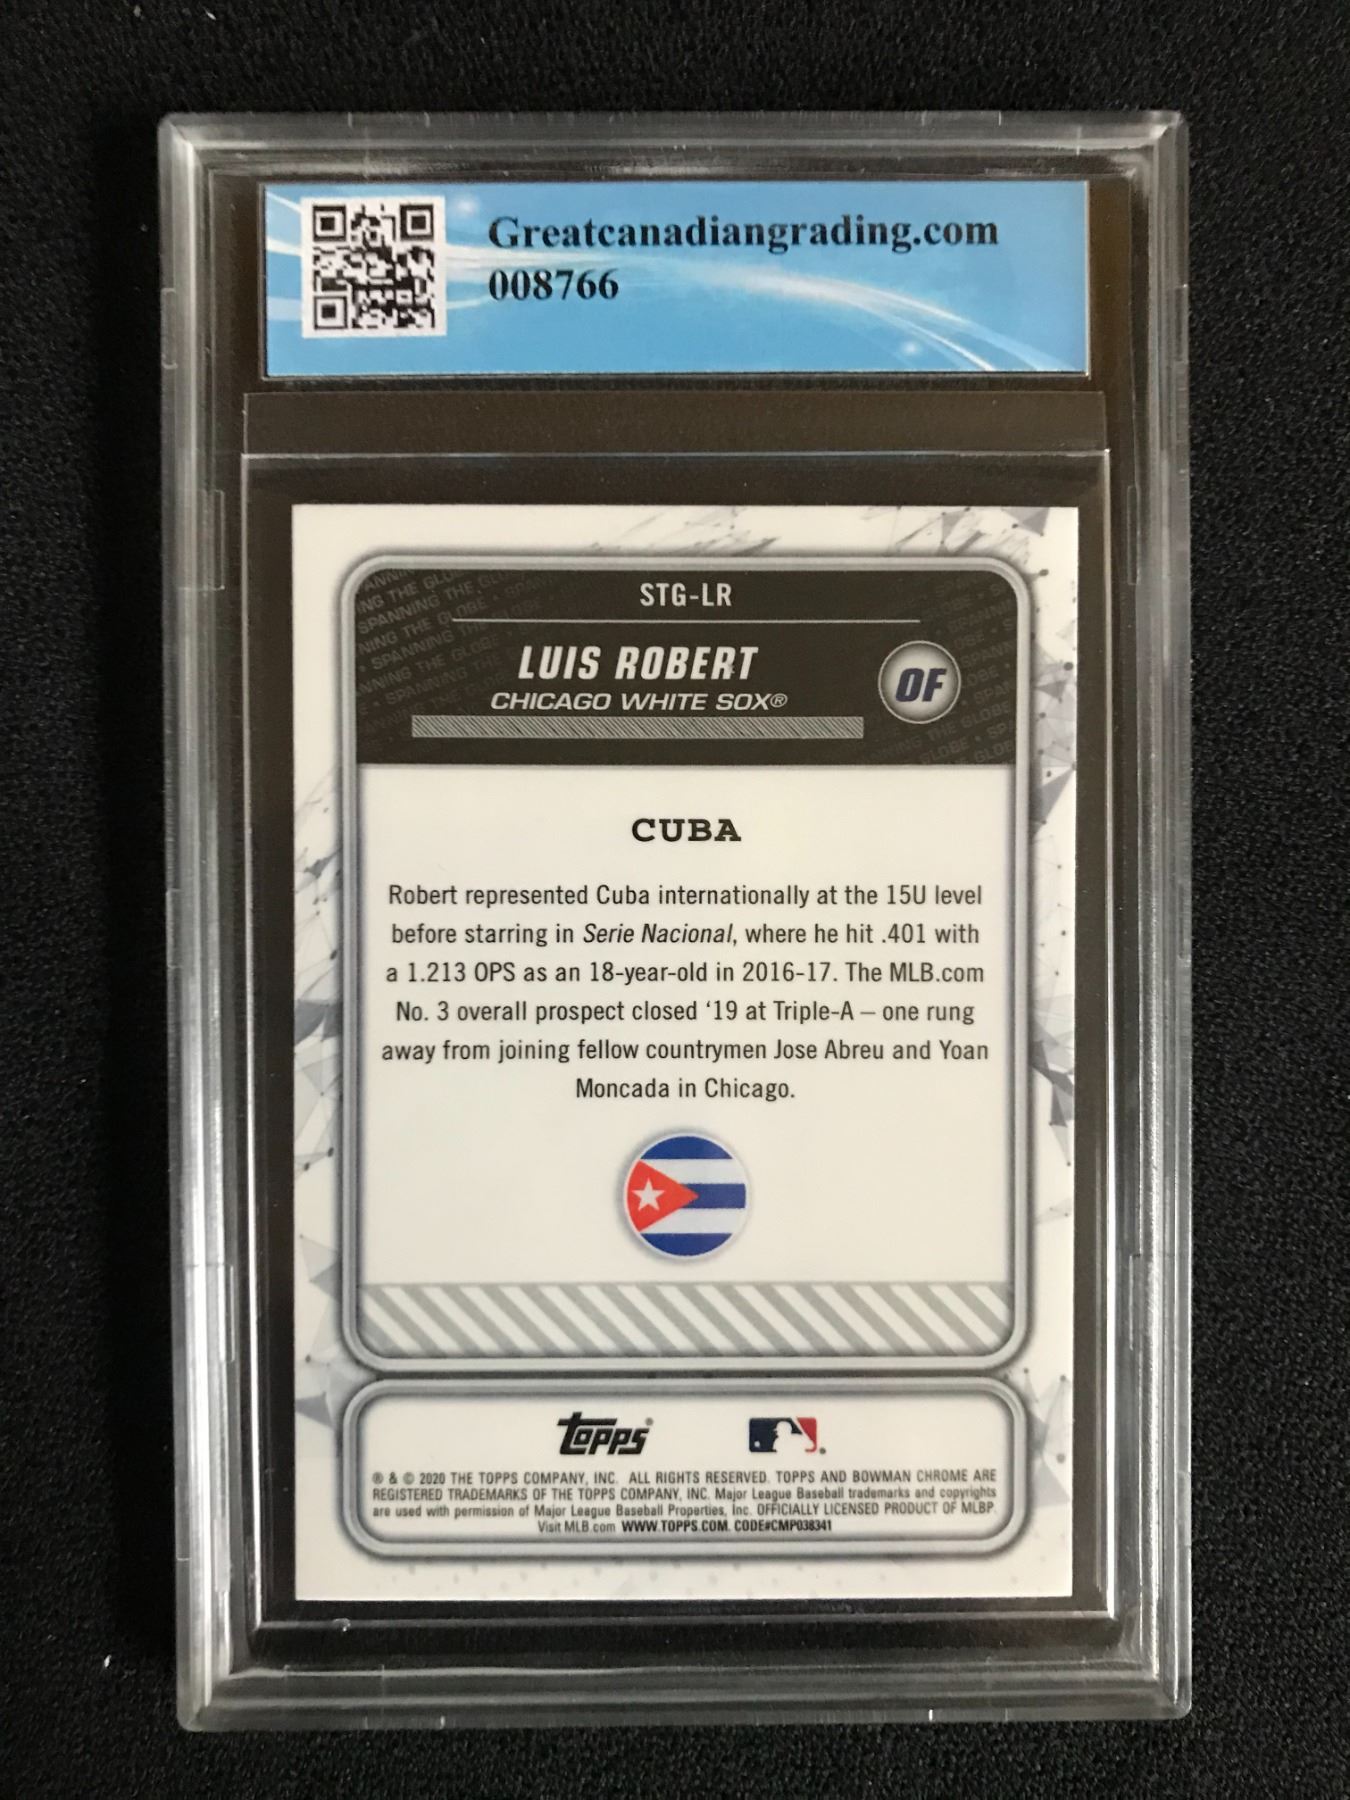 Greatcanadiangrading.com
008766
STG-LR
LUIS ROBERT
CHICAGO WHITE SOX®
OF
CUBA
Robert represented Cuba internationally at the 15U level
before starring in Serie Nacional, where he hit .401 with
a 1.213 OPS as an 18-year-old in 2016-17. The MLB.com
No. 3 overall prospect closed ‘19 at Triple-A – one rung
away from joining fellow countrymen Jose Abreu and Yoan
Moncada in Chicago.
topps®
® & © 2020 THE TOPPS COMPANY, INC. ALL RIGHTS RESERVED. TOPPS AND BOWMAN CHROME ARE
REGISTERED TRADEMARKS OF THE TOPPS COMPANY, INC. Major League Baseball trademarks and copyrights
are used with permission of Major League Baseball Properties, Inc. OFFICIALLY LICENSED PRODUCT OF MLBP.
Visit MLB.com WWW.TOPPS.COM. CODE#CMP038341